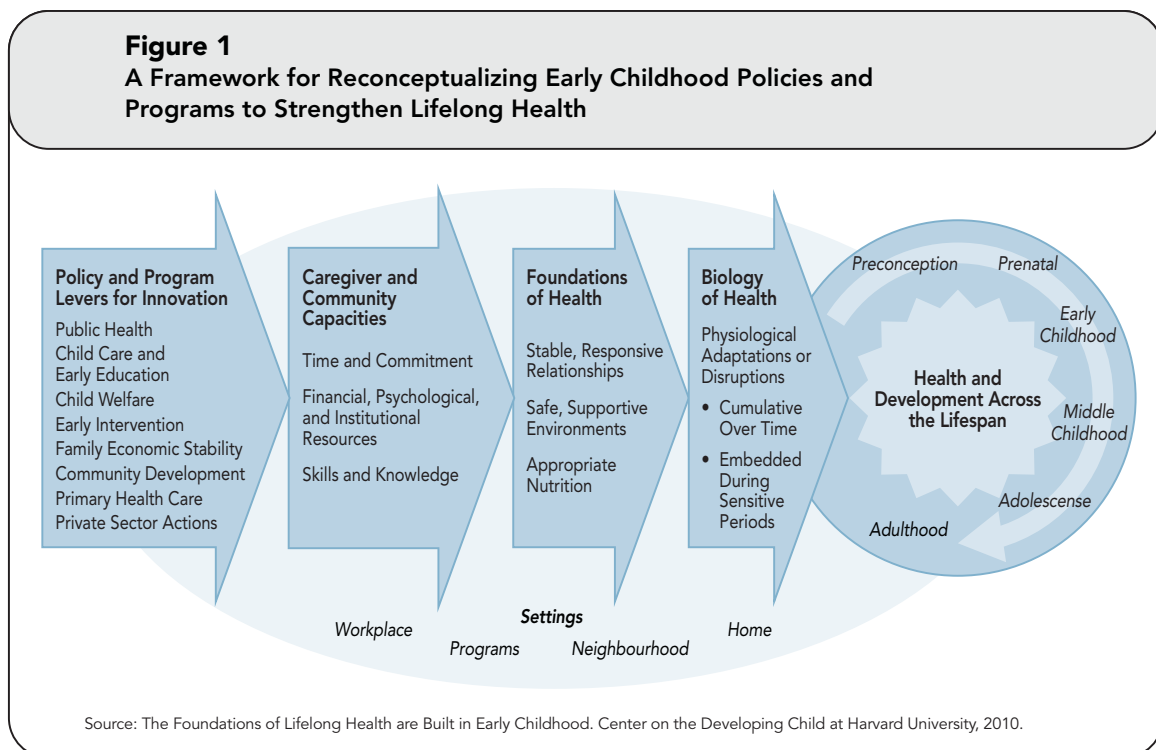 Figure 1
A Framework for Reconceptualizing Early Childhood Policies and
Programs to Strengthen Lifelong Health
Policy and Program
Levers for Innovation
Public Health
Child Care and
Early Education
Child Welfare
Early Intervention
Family Economic Stability
Community Development
Primary Health Care
Private Sector Actions
Caregiver and
Community
Capacities
Time and Commitment
Financial, Psychological,
and Institutional
Resources
Skills and Knowledge
Foundations
of Health
Stable, Responsive
Relationships
Safe, Supportive
Environments
Appropriate
Nutrition
Biology
of Health
Physiological
Adaptations or
Disruptions
• Cumulative
Over Time
• Embedded
During
Sensitive
Periods
Preconception
Prenatal
Early
Childhood
Middle
Childhood
Adolescense
Adulthood
Health and
Development Across
the Lifespan
Settings
Workplace
Programs
Neighbourhood
Home
Source: The Foundations of Lifelong Health are Built in Early Childhood. Center on the Developing Child at Harvard University, 2010.